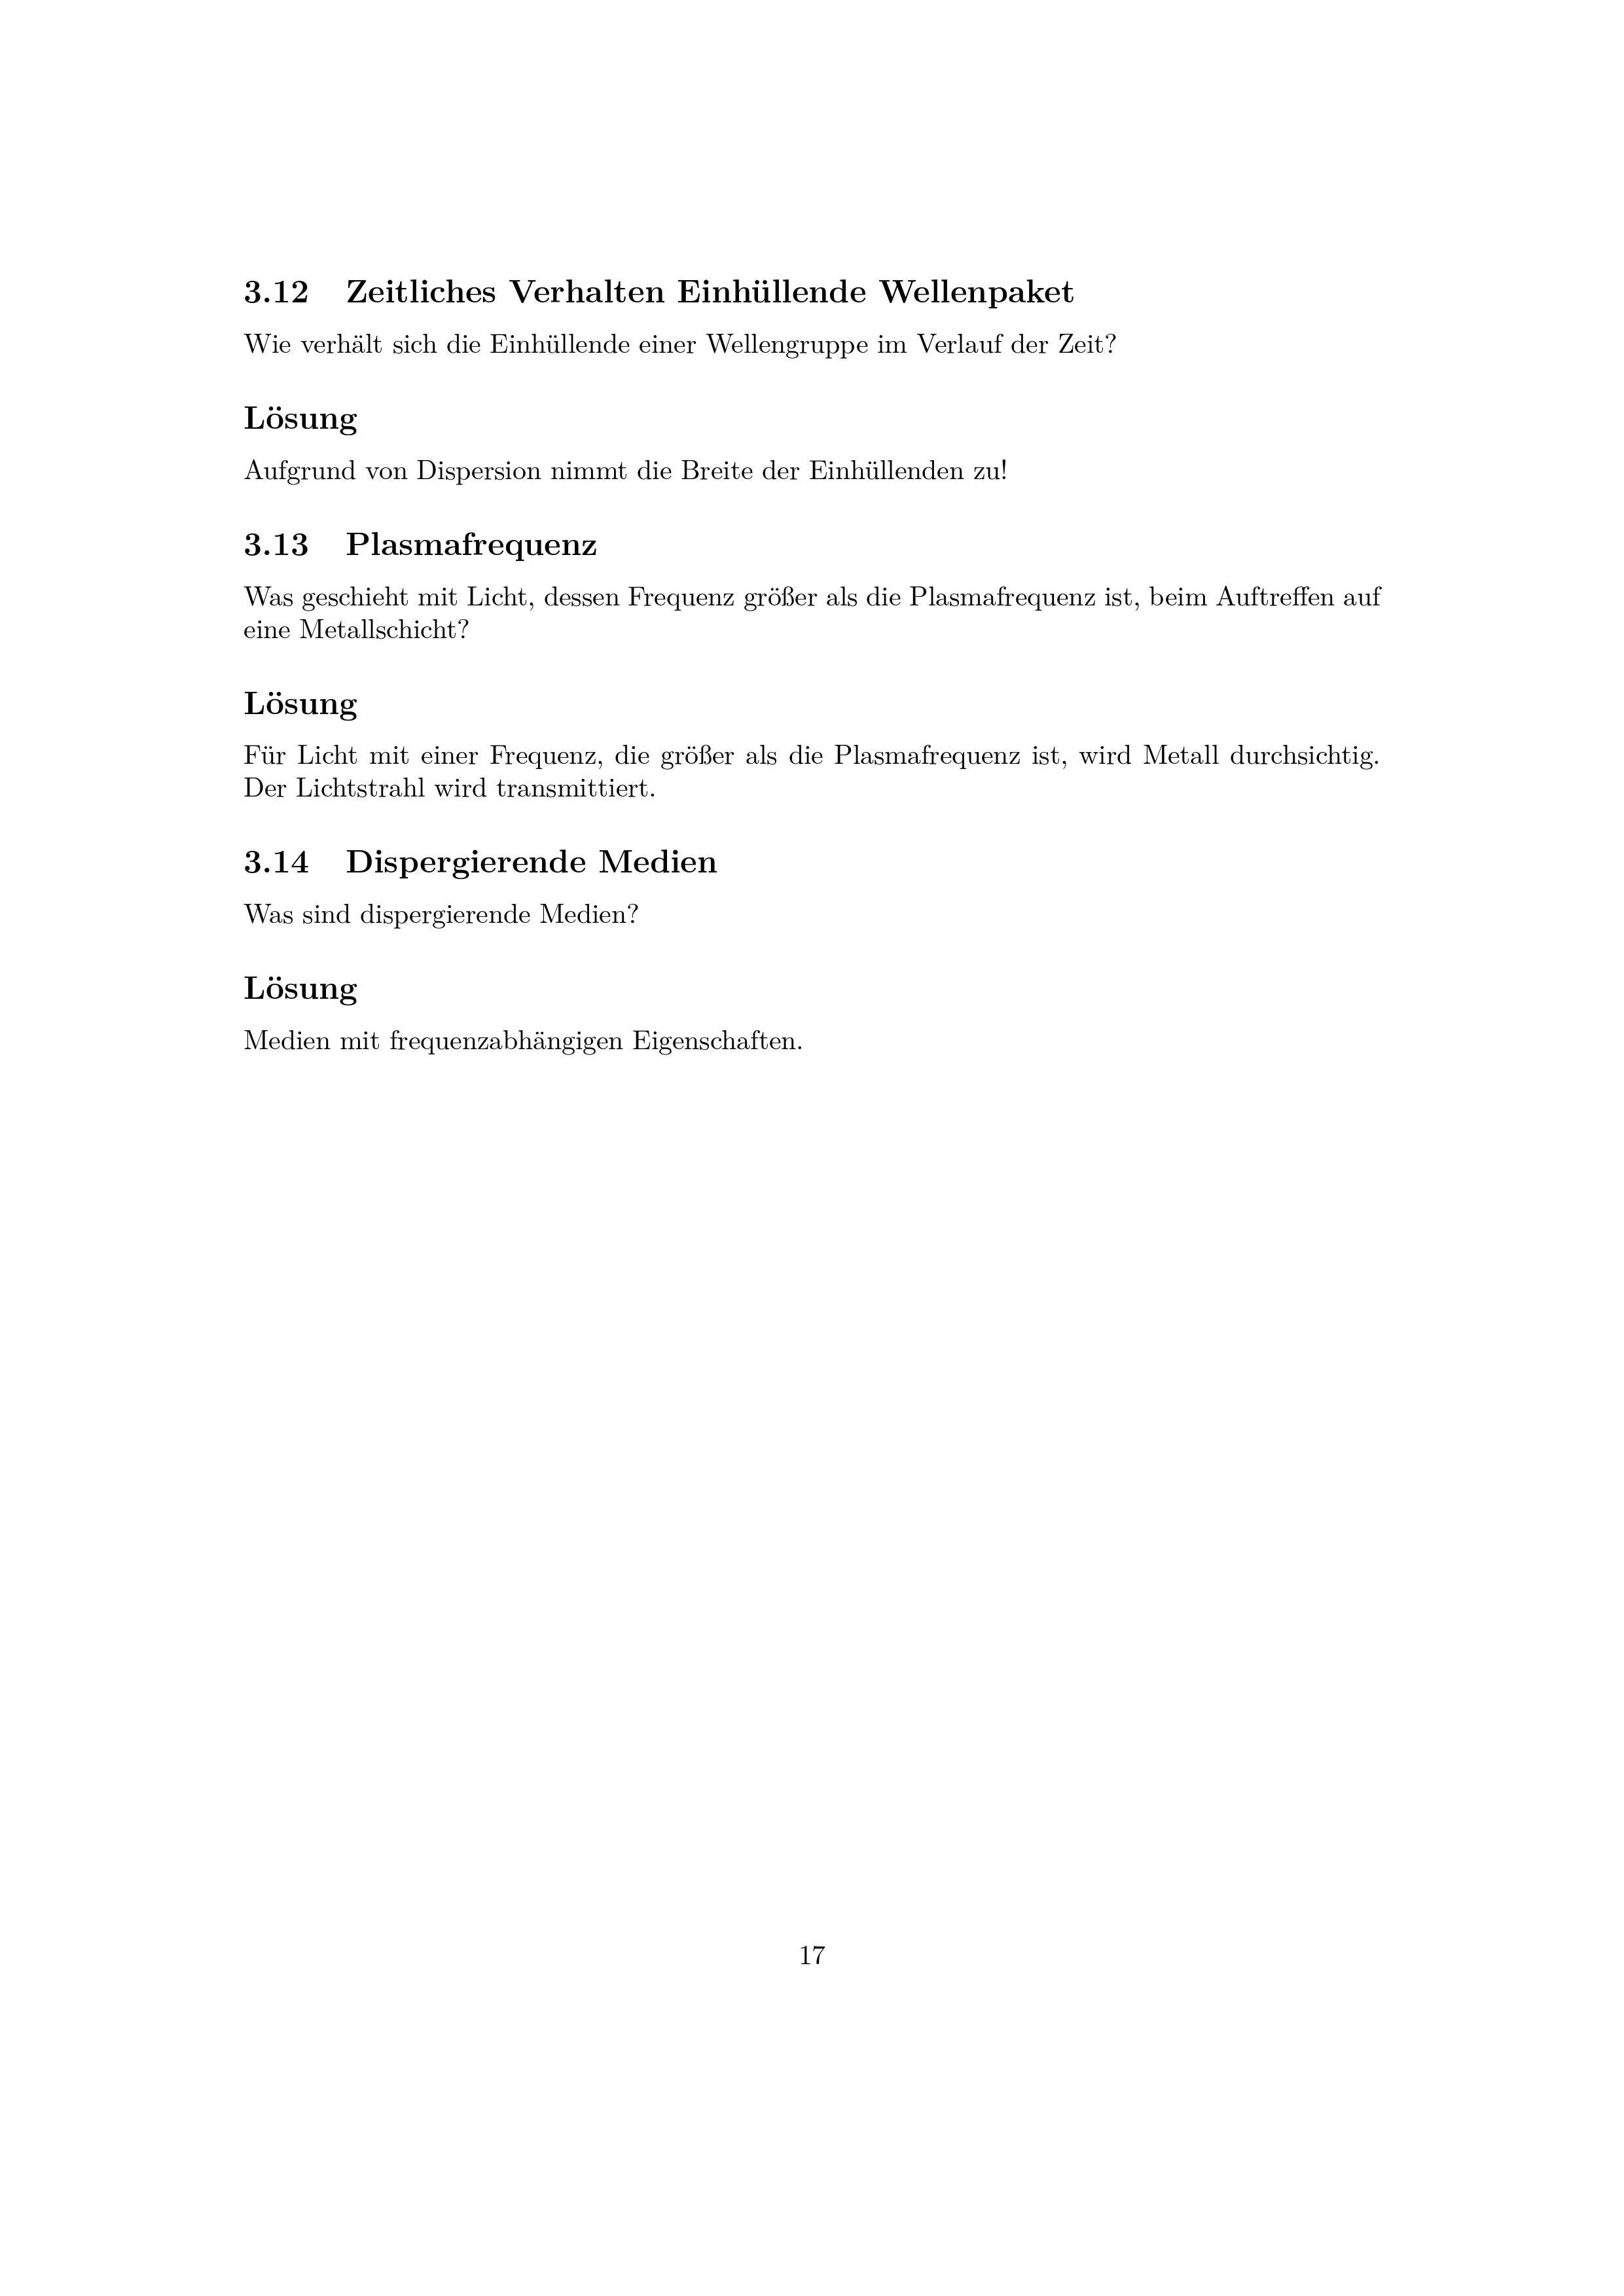 3.12 Zeitliches Verhalten Einhüllende Wellenpaket
Wie verhält sich die Einhüllende einer Wellengruppe im Verlauf der Zeit?
Lösung
Aufgrund von Dispersion nimmt die Breite der Einhüllenden zu!
3.13 Plasmafrequenz
Was geschieht mit Licht, dessen Frequenz größer als die Plasmafrequenz ist, beim Auftreffen auf
eine Metallschicht?
Lösung
Für Licht mit einer Frequenz, die größer als die Plasmafrequenz ist, wird Metall durchsichtig.
Der Lichtstrahl wird transmittiert.
3.14 Dispergierende Medien
Was sind dispergierende Medien?
Lösung
Medien mit frequenzabhängigen Eigenschaften.
17